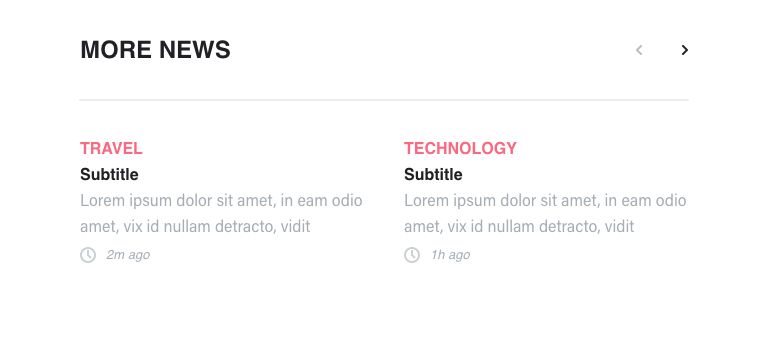 MORE NEWS
TRAVEL
Subtitle
Lorem ipsum dolor sit amet, in eam odio
amet, vix id nullam detracto, vidit
2m ago
TECHNOLOGY
Subtitle
Lorem ipsum dolor sit amet, in eam odio
amet, vix id nullam detracto, vidit
1h ago